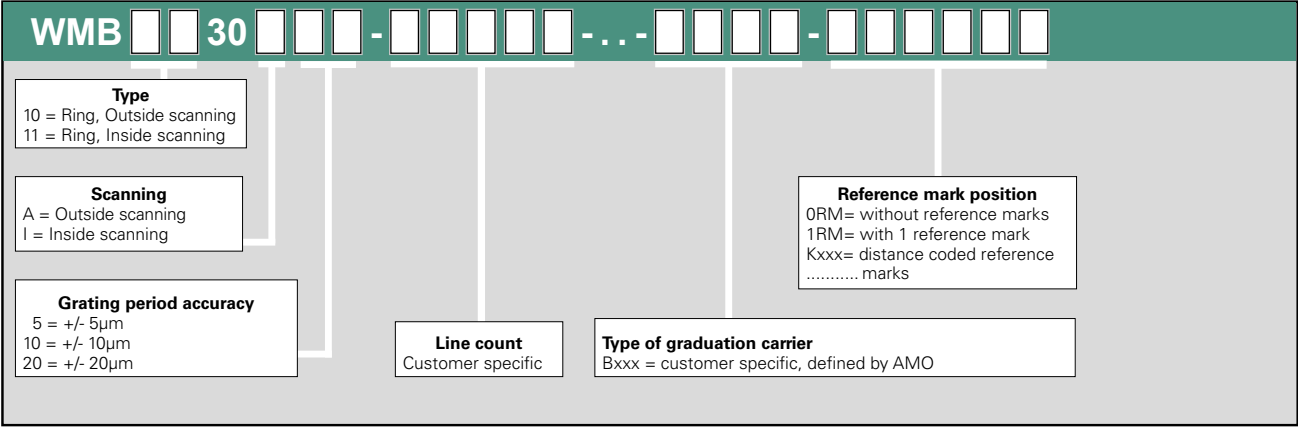 WMB 30 - - . . - -
Type
10 = Ring, Outside scanning
11 = Ring, Inside scanning
Scanning
A = Outside scanning
I = Inside scanning
Grating period accuracy
5 = +/- 5µm
10 = +/- 10µm
20 = +/- 20µm
Line count
Customer specific
Type of graduation carrier
Bxxx = customer specific, defined by AMO
Reference mark position
0RM= without reference marks
1RM= with 1 reference mark
Kxxx= distance coded reference
........... marks